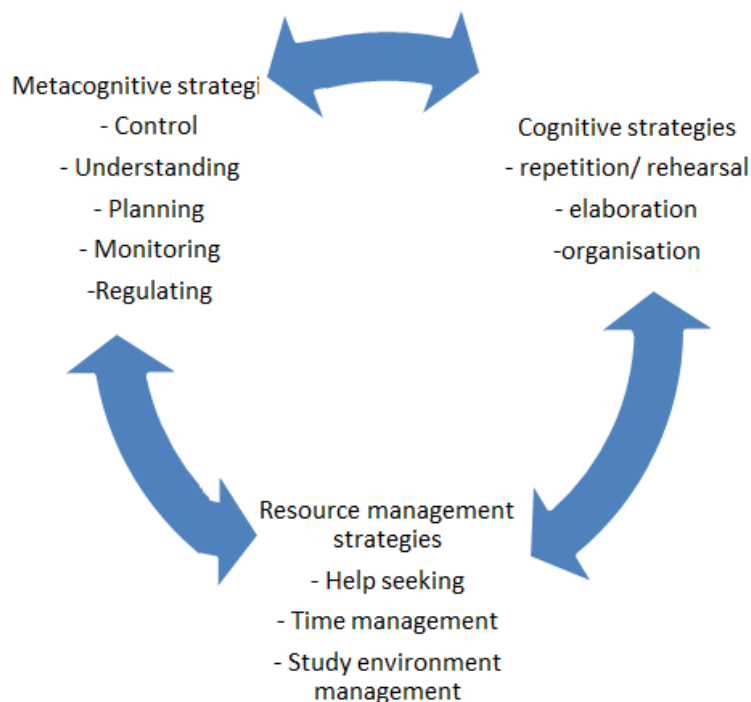 Metacognitive strategi
- Control
- Understanding
- Planning
- Monitoring
-Regulating
Cognitive strategies
- repetition/ rehearsal
- elaboration
-organisation
Resource management
strategies
- Help seeking
- Time management
- Study environment
management